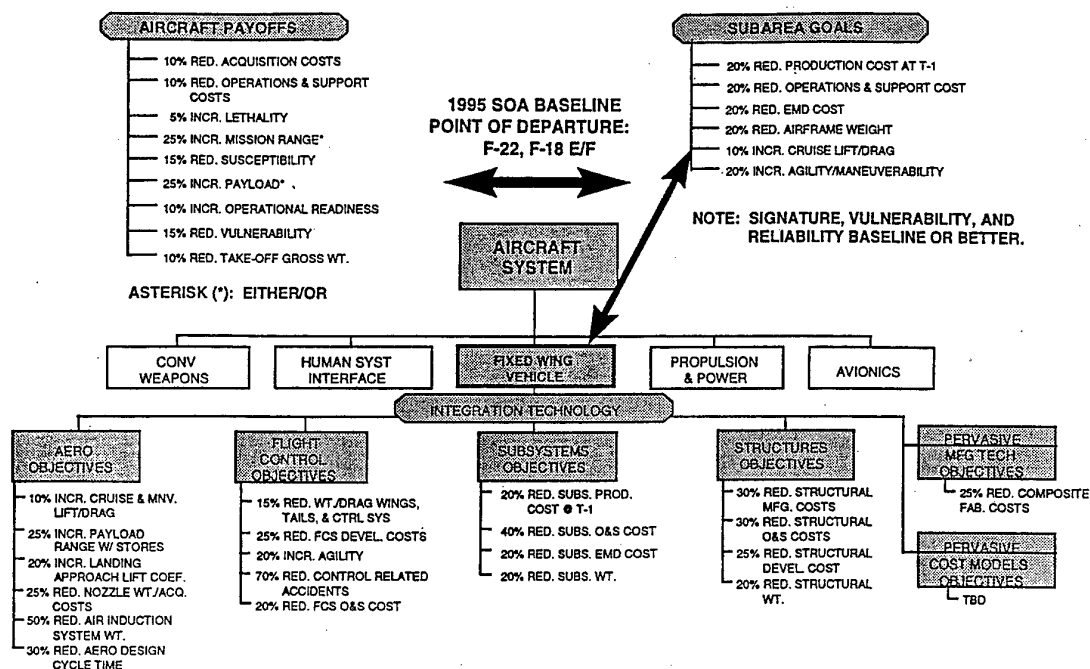 AIRCRAFT PAYOFFS
10% RED. ACQUISITION COSTS
10% RED. OPERATIONS & SUPPORT
COSTS
5% INCR. LETHALITY
25% INCR. MISSION RANGE*
15% RED. SUSCEPTIBILITY
25% INCR. PAYLOAD*
10% INCR. OPERATIONAL READINESS
15% RED. VULNERABILITY
10% RED. TAKE-OFF GROSS WT.
ASTERISK (*): EITHER/OR
1995 SOA BASELINE
POINT OF DEPARTURE:
F-22, F-18 E/F
SUBAREA GOALS
20% RED. PRODUCTION COST AT T-1
20% RED. OPERATIONS & SUPPORT COST
20% RED. EMD COST
20% RED. AIRFRAME WEIGHT
10% INCR. CRUISE LIFT/DRAG
20% INCR. AGILITY/MANEUVERABILITY
NOTE: SIGNATURE, VULNERABILITY, AND
RELIABILITY BASELINE OR BETTER.
AIRCRAFT
SYSTEM
CONV
WEAPONS
HUMAN SYST
INTERFACE
FIXED WING
VEHICLE
PROPULSION
& POWER
AVIONICS
INTEGRATION TECHNOLOGY
AERO
OBJECTIVES
10% INCR. CRUISE & MNV.
LIFT/DRAG
25% INCR. PAYLOAD
RANGE W/ STORES
20% INCR. LANDING
APPROACH LIFT COEF.
25% RED. NOZZLE WT./ACQ.
COSTS
50% RED. AIR INDUCTION
SYSTEM WT.
30% RED. AERO DESIGN
CYCLE TIME
FLIGHT
CONTROL
OBJECTIVES
15% RED. WT./DRAG WINGS,
TAILS, & CTRL SYS
25% RED. FCS DEVEL. COSTS
20% INCR. AGILITY
70% RED. CONTROL RELATED
ACCIDENTS
20% RED. FCS O&S COST
SUBSYSTEMS
OBJECTIVES
20% RED. SUBS. PROD.
COST @ T-1
40% RED. SUBS. O&S COST
20% RED. SUBS. EMD COST
20% RED. SUBS. WT.
STRUCTURES
OBJECTIVES
30% RED. STRUCTURAL
MFG. COSTS
30% RED. STRUCTURAL
O&S COSTS
25% RED. STRUCTURAL
DEVEL. COST
20% RED. STRUCTURAL
WT.
PERVASIVE
MFG TECH
OBJECTIVES
25% RED. COMPOSITE
FAB. COSTS
PERVASIVE
COST MODELS
OBJECTIVES
TBD